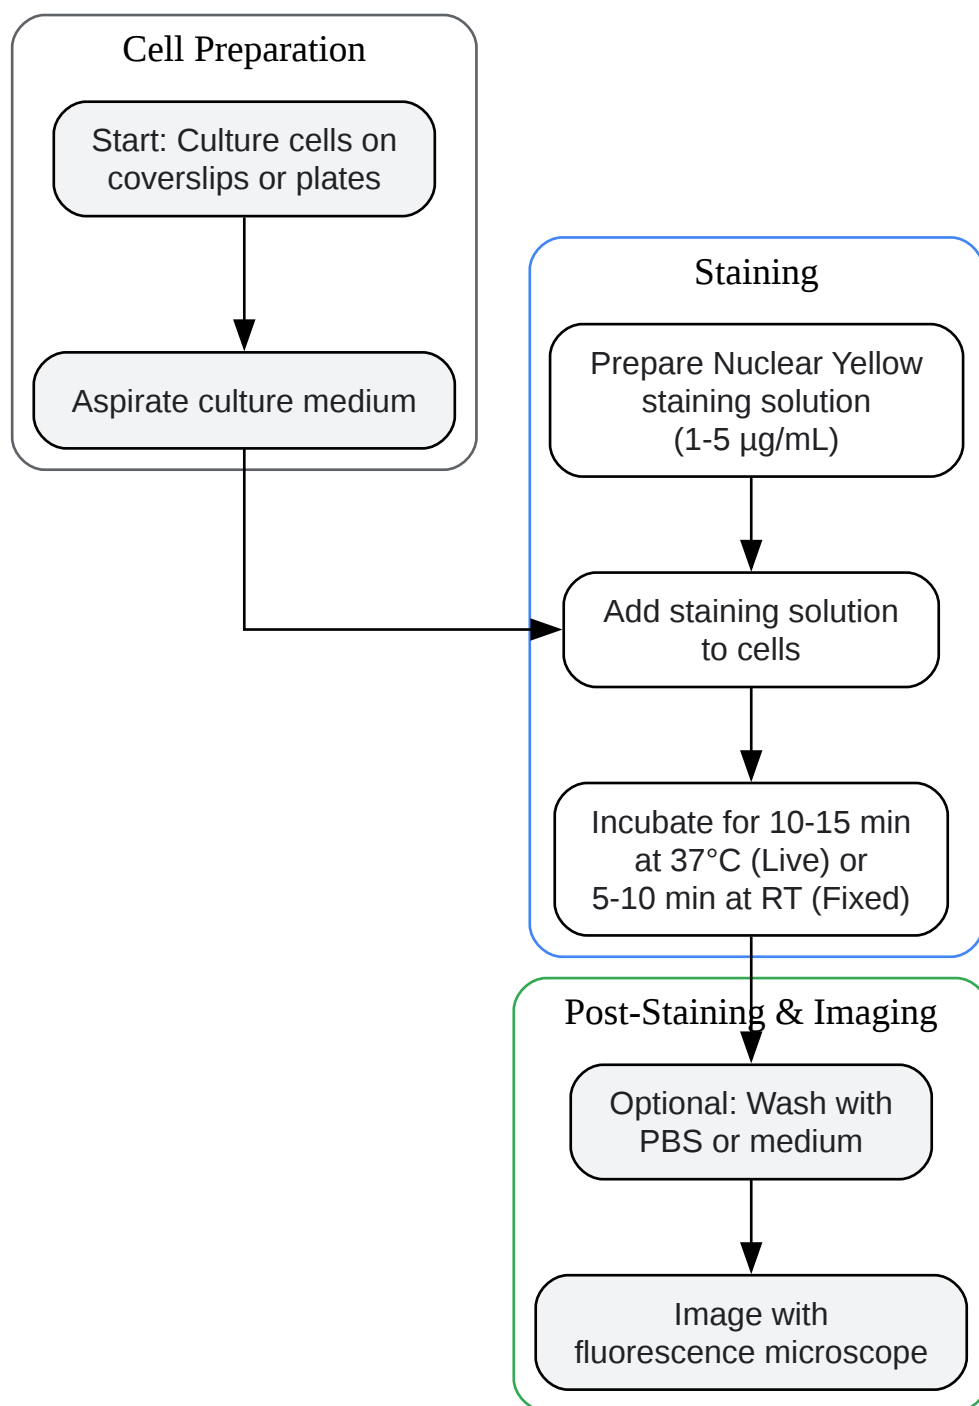 Cell Preparation
Start: Culture cells on
coverslips or plates
Aspirate culture medium
Staining
Prepare Nuclear Yellow
staining solution
(1-5 µg/mL)
Add staining solution
to cells
Incubate for 10-15 min
at 37°C (Live) or
5-10 min at RT (Fixed)
Post-Staining & Imaging
Optional: Wash with
PBS or medium
Image with
fluorescence microscope